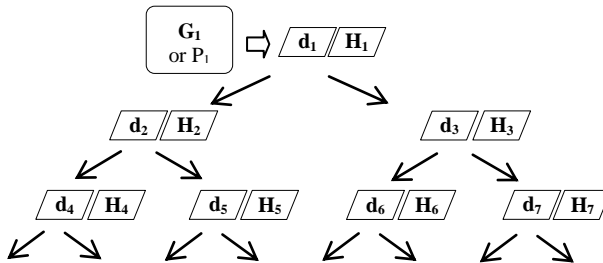 G₁
or P₁
d₁ H₁
d₂ H₂ d₃ H₃
d₄ H₄ d₅ H₅ d₆ H₆ d₇ H₇